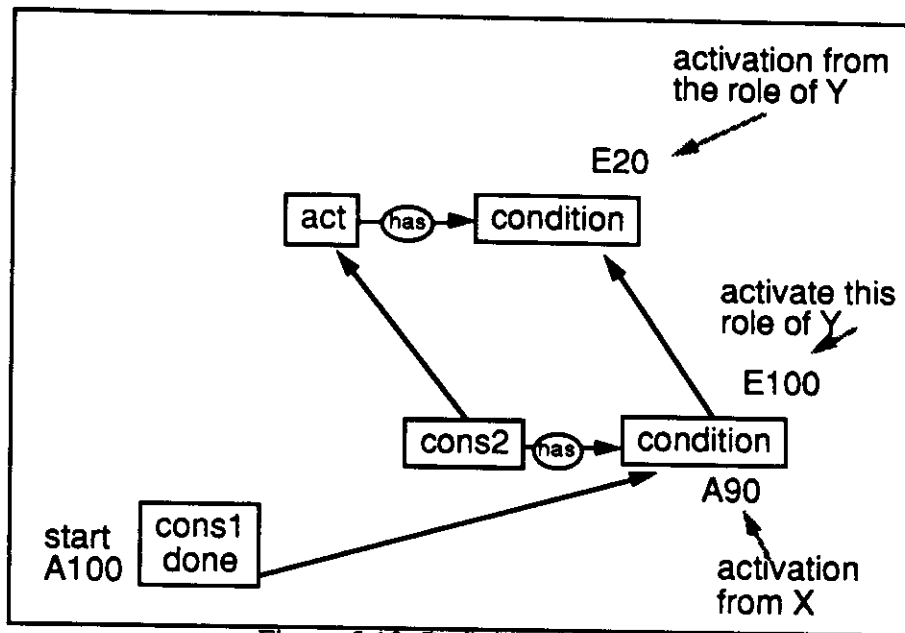 activation from
the role of Y
E20
act
has
condition
activate this
role of Y
E100
cons2
has
condition
A90
start
A100
cons1
done
activation
from X